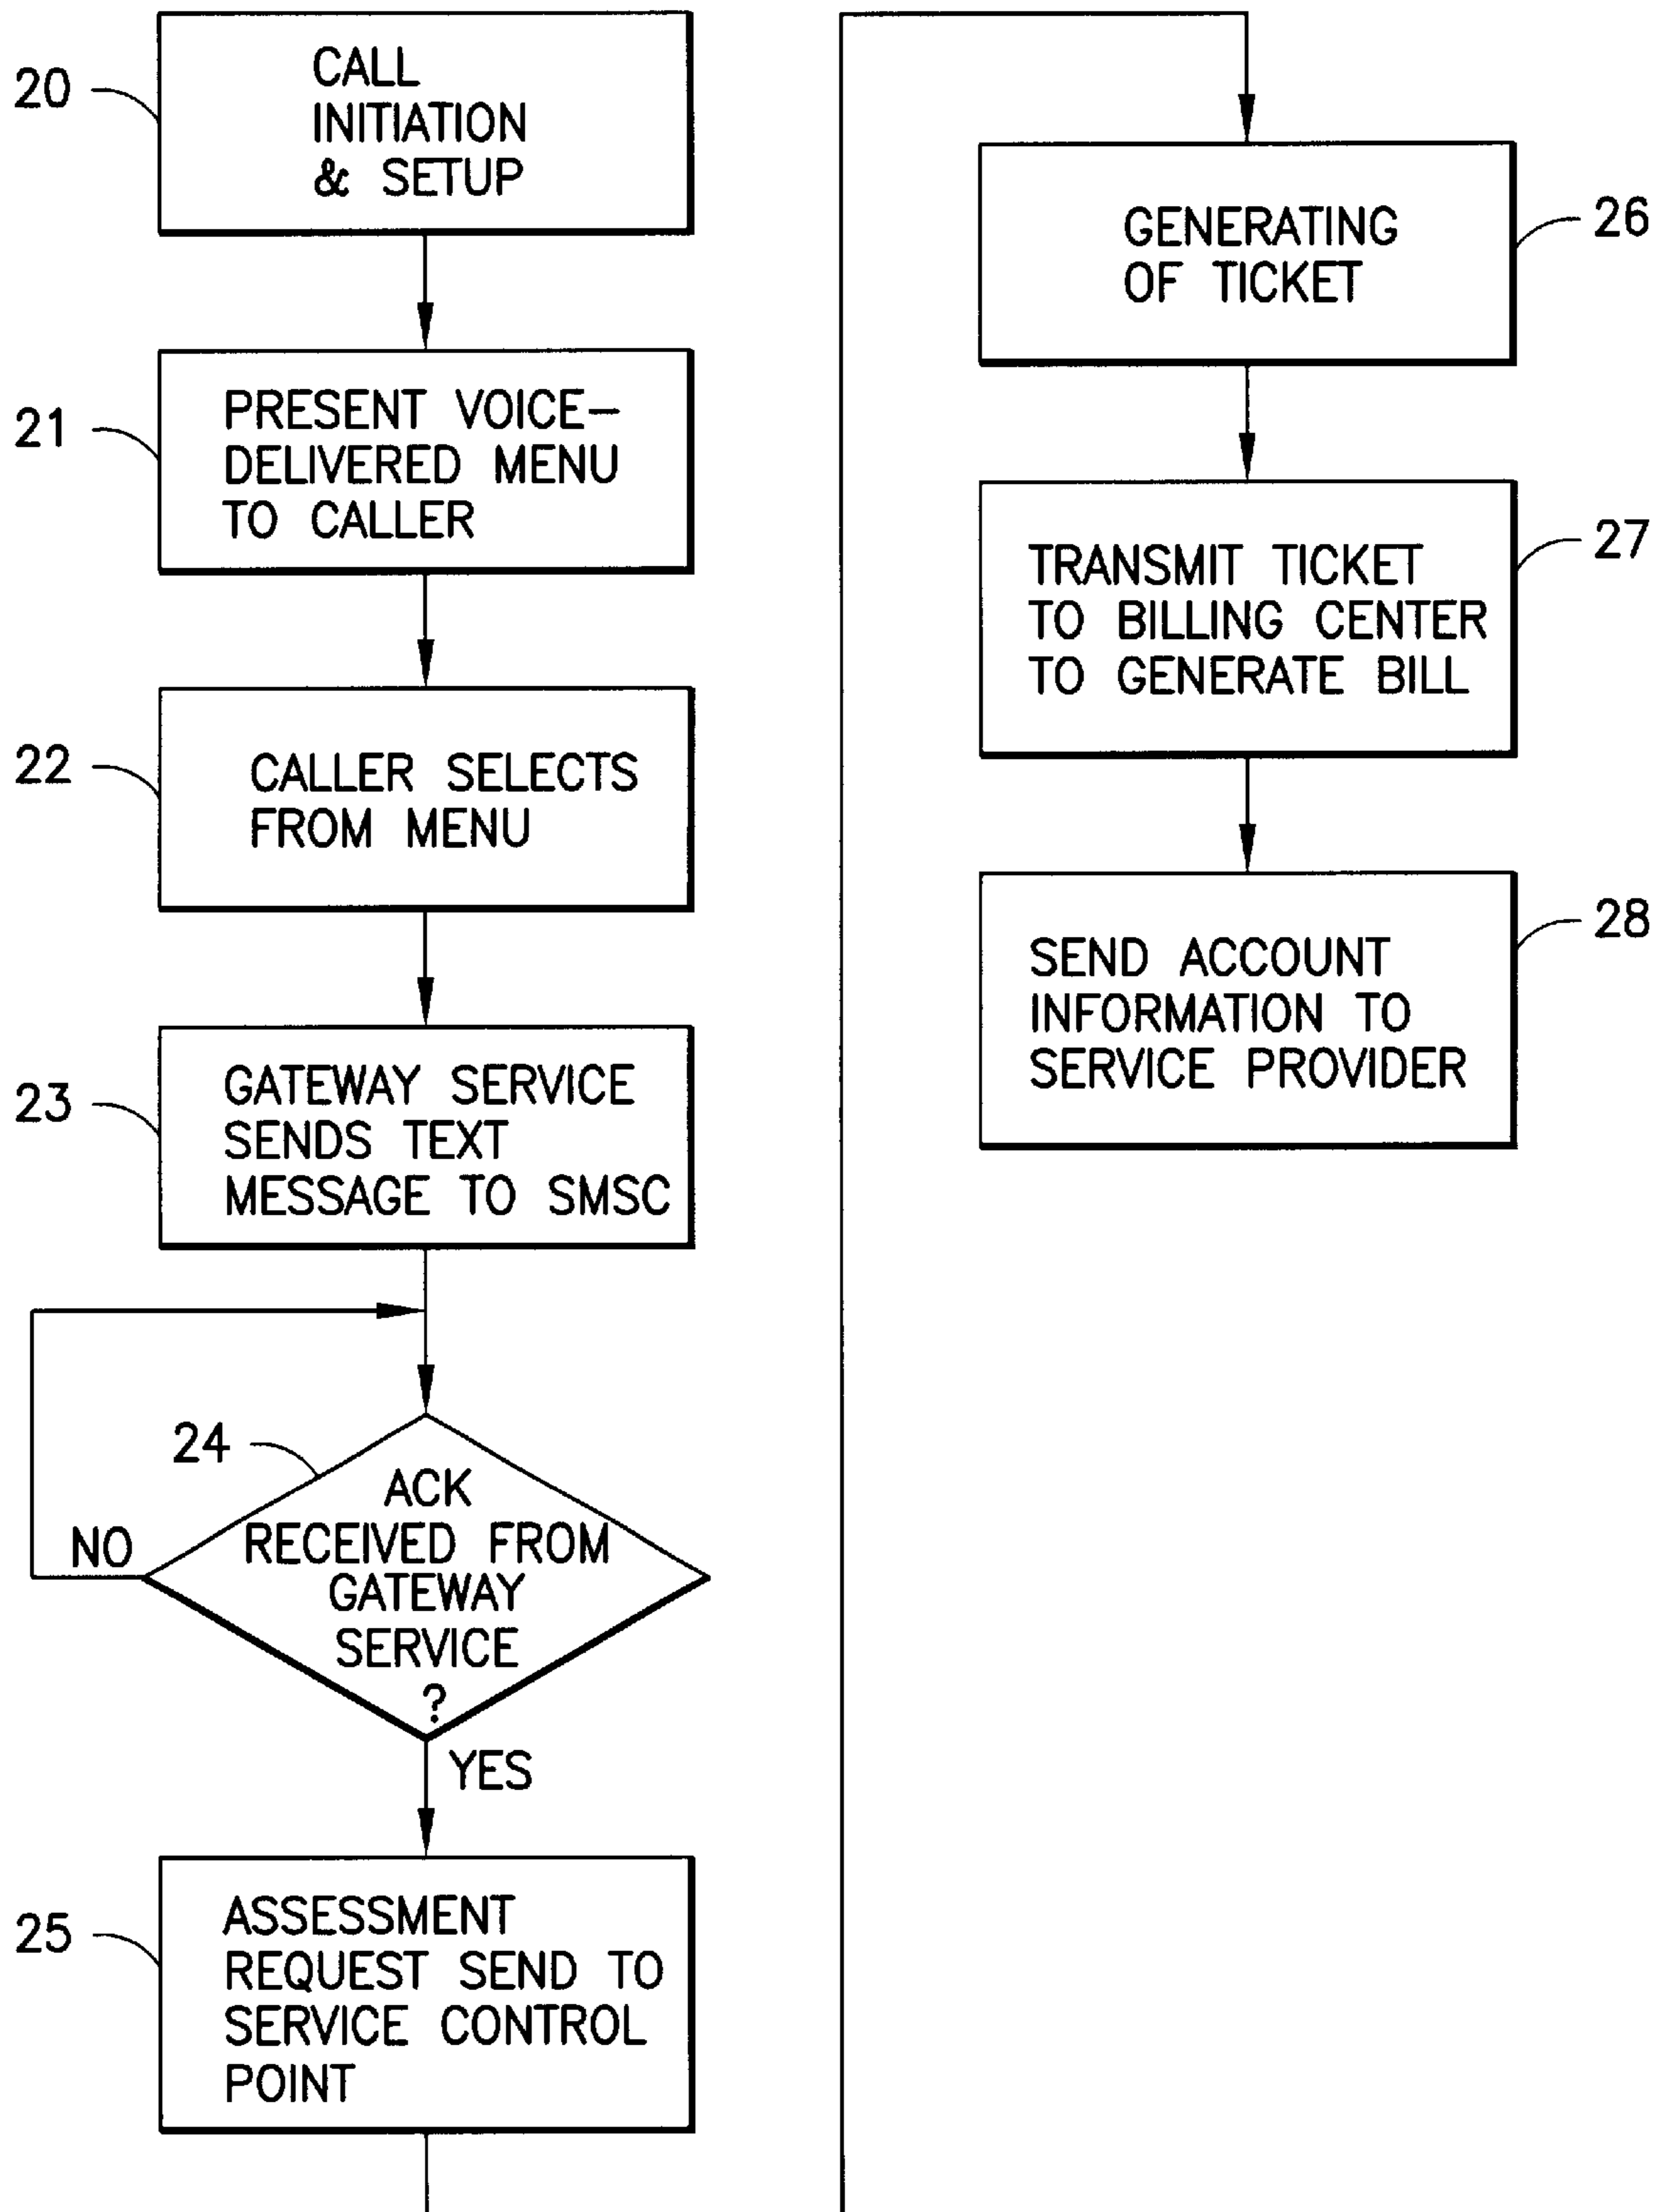 20
CALL
INITIATION
& SETUP
21
PRESENT VOICE-
DELIVERED MENU
TO CALLER
22
CALLER SELECTS
FROM MENU
23
GATEWAY SERVICE
SENDS TEXT
MESSAGE TO SMSC
24
ACK
RECEIVED FROM
GATEWAY
SERVICE
?
NO
YES
25
ASSESSMENT
REQUEST SEND TO
SERVICE CONTROL
POINT
26
GENERATING
OF TICKET
27
TRANSMIT TICKET
TO BILLING CENTER
TO GENERATE BILL
28
SEND ACCOUNT
INFORMATION TO
SERVICE PROVIDER